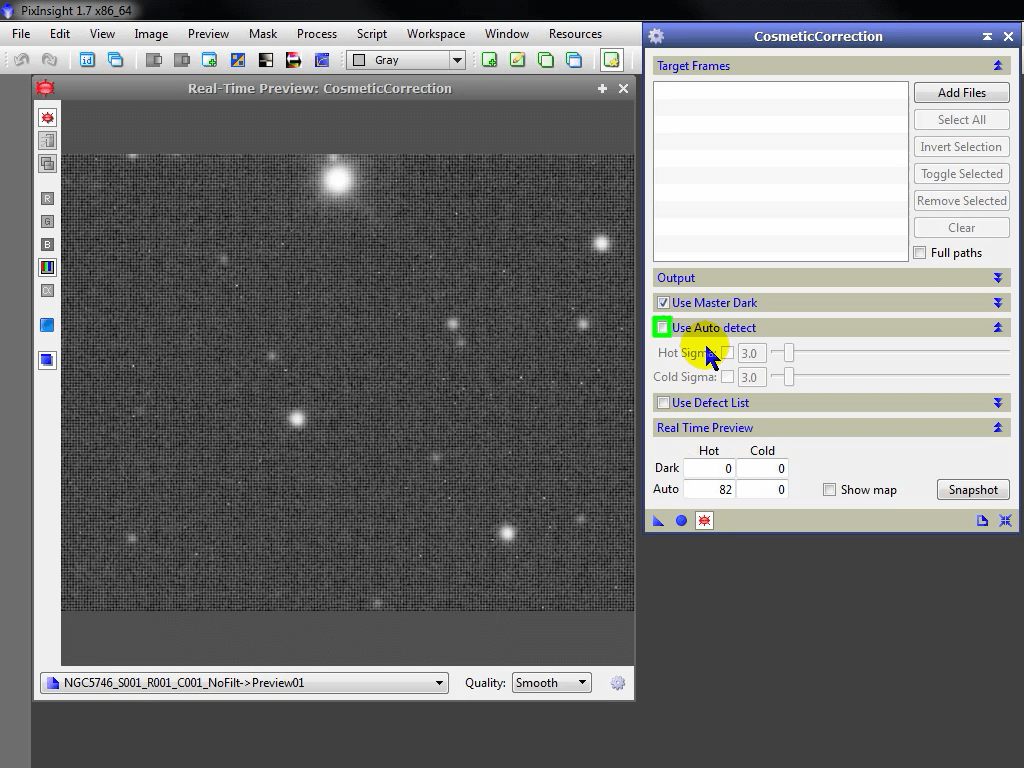 PixInsight 1.7 x86_64
File Edit View Image Preview Mask Process Script Workspace Window Resources
id Gray
Real-Time Preview: CosmeticCorrection
R
G
B
NGC5746_S001_R001_C001_NoFilt->Preview01 Quality: Smooth
CosmeticCorrection
Target Frames
Add Files
Select All
Invert Selection
Toggle Selected
Remove Selected
Clear
Full paths
Output
Use Master Dark
Use Auto detect
Hot Sigma: 3.0
Cold Sigma: 3.0
Use Defect List
Real Time Preview
Hot Cold
Dark 0 0
Auto 82 0 Show map Snapshot